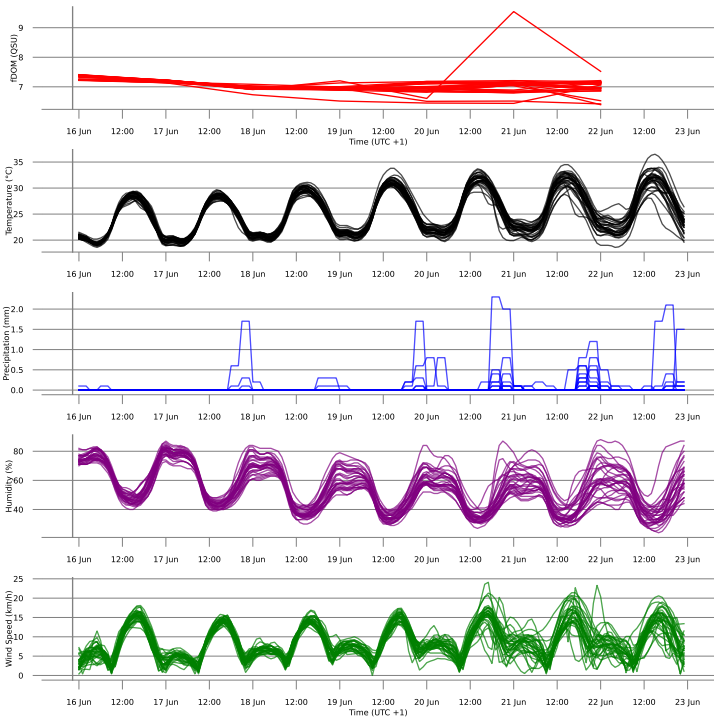 fDOM (QSU)
9
8
7
16 Jun 12:00 17 Jun 12:00 18 Jun 12:00 19 Jun 12:00 20 Jun 12:00 21 Jun 12:00 22 Jun 12:00 23 Jun
Time (UTC +1)
Temperature (°C)
35
30
25
20
16 Jun 12:00 17 Jun 12:00 18 Jun 12:00 19 Jun 12:00 20 Jun 12:00 21 Jun 12:00 22 Jun 12:00 23 Jun
Precipitation (mm)
2.0
1.5
1.0
0.5
0.0
16 Jun 12:00 17 Jun 12:00 18 Jun 12:00 19 Jun 12:00 20 Jun 12:00 21 Jun 12:00 22 Jun 12:00 23 Jun
Humidity (%)
80
60
40
16 Jun 12:00 17 Jun 12:00 18 Jun 12:00 19 Jun 12:00 20 Jun 12:00 21 Jun 12:00 22 Jun 12:00 23 Jun
Wind Speed (km/h)
25
20
15
10
5
0
16 Jun 12:00 17 Jun 12:00 18 Jun 12:00 19 Jun 12:00 20 Jun 12:00 21 Jun 12:00 22 Jun 12:00 23 Jun
Time (UTC +1)